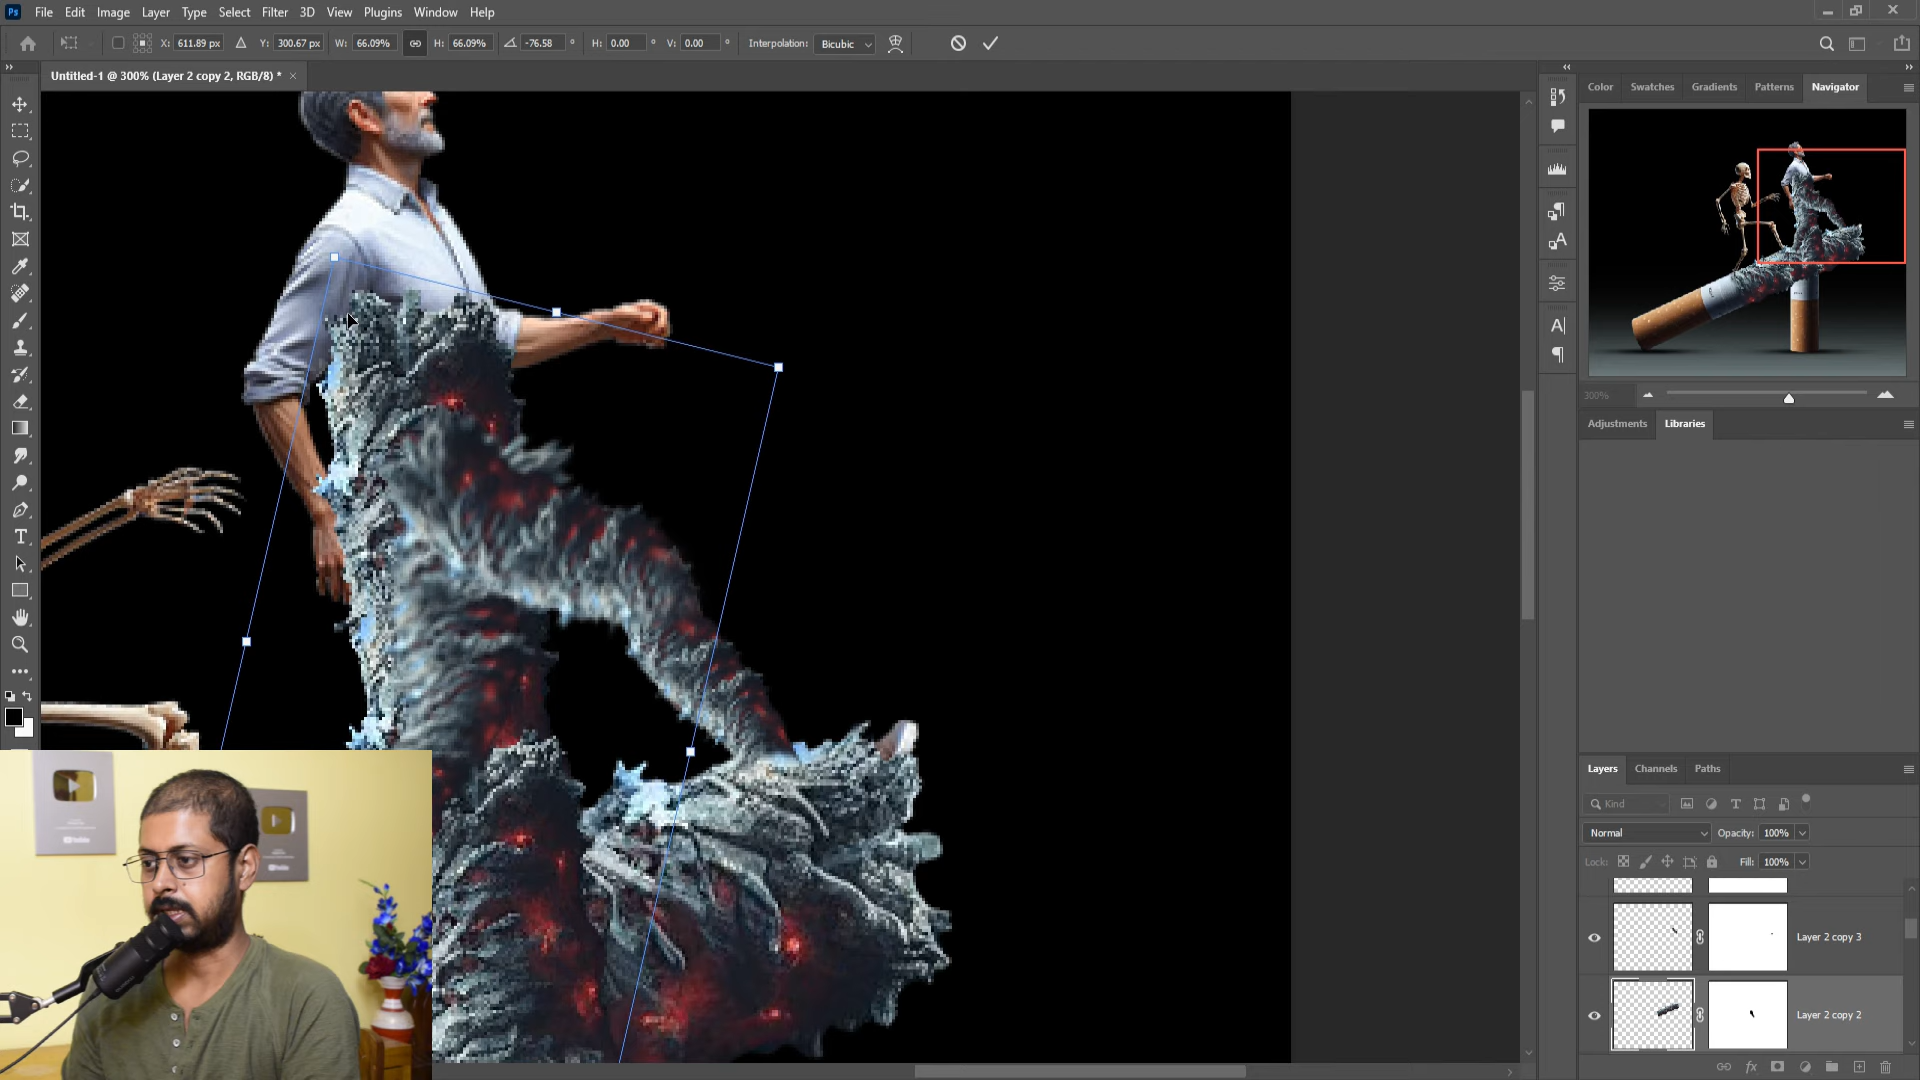 Ps File Edit Image Layer Type Select Filter 3D View Plugins Window Help
X: 611.89 px Y: 300.67 px W: 66.09% H: 66.09% -76.58 ° H: 0.00 ° V: 0.00 ° Interpolation: Bicubic
Untitled-1 @ 300% (Layer 2 copy 2, RGB/8) * ×
Color Swatches Gradients Patterns Navigator
300%
Adjustments Libraries
Layers Channels Paths
Kind
Normal Opacity: 100%
Lock: Fill: 100%
Layer 2 copy 3
Layer 2 copy 2